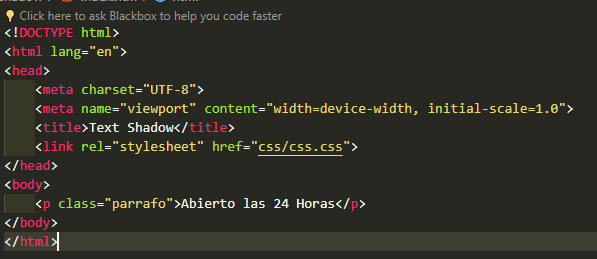 Click here to ask Blackbox to help you code faster
<!DOCTYPE html>
<html lang="en">
<head>
    <meta charset="UTF-8">
    <meta name="viewport" content="width=device-width, initial-scale=1.0">
    <title>Text Shadow</title>
    <link rel="stylesheet" href="css/css.css">
</head>
<body>
    <p class="parrafo">Abierto las 24 Horas</p>
</body>
</html>